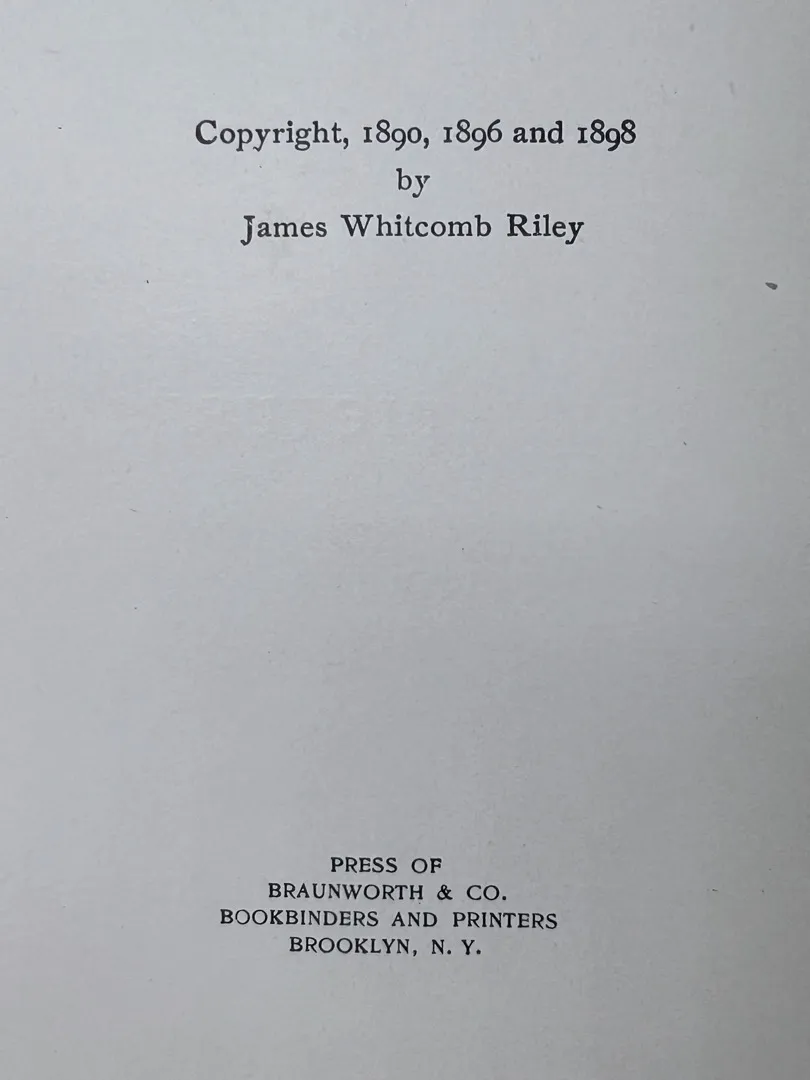 Copyright, 1890, 1896 and 1898
by
James Whitcomb Riley
PRESS OF
BRAUNWORTH & CO.
BOOKBINDERS AND PRINTERS
BROOKLYN, N. Y.